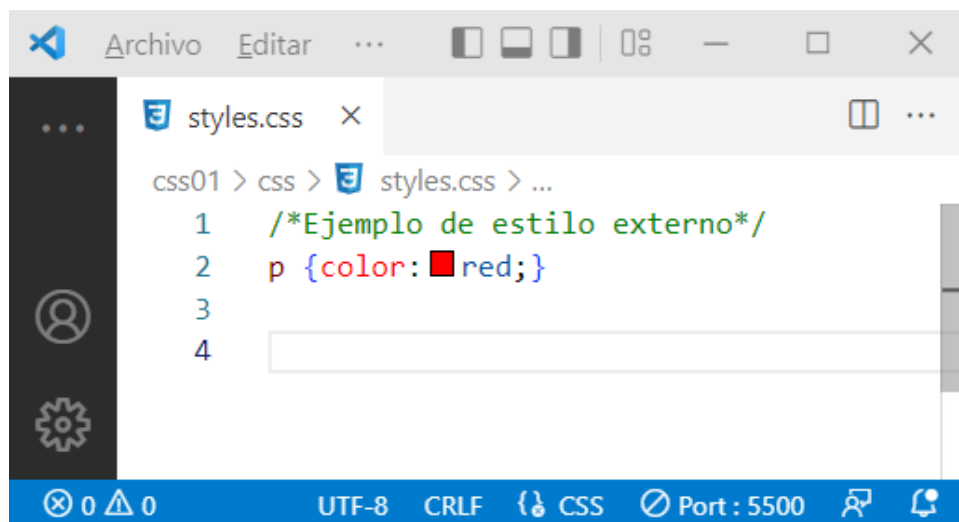 Archivo Editar ...
styles.css
css01 > css > styles.css > ...
1 /*Ejemplo de estilo externo*/
2 p {color: red;}
3
4
0 0 UTF-8 CRLF CSS Port : 5500